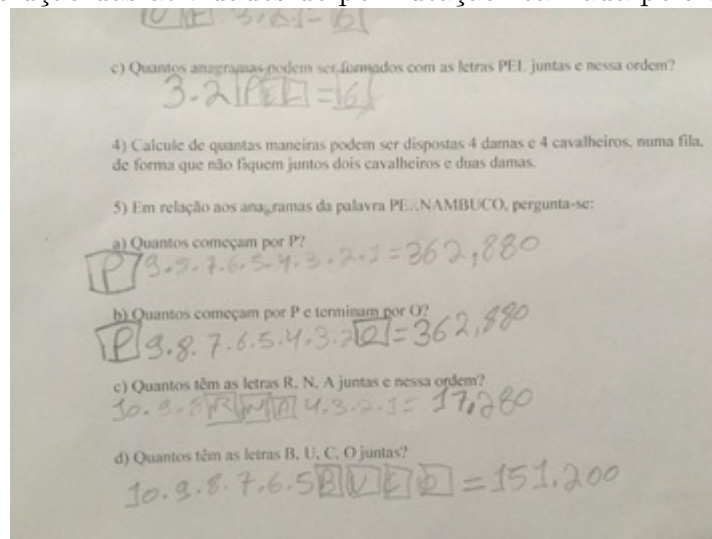 c) Quantos anagramas podem ser formados com as letras PEL juntas e nessa ordem?
3.2 PEL = 6
4) Calcule de quantas maneiras podem ser dispostas 4 damas e 4 cavalheiros, numa fila,
de forma que não fiquem juntos dois cavalheiros e duas damas.
5) Em relação aos anagramas da palavra PERNAMBUCO, pergunta-se:
a) Quantos começam por P?
P 9.8.7.6.5.4.3.2.1 = 362,880
b) Quantos começam por P e terminam por O?
P 9.8.7.6.5.4.3.2 O = 362,880
c) Quantos têm as letras R, N, A juntas e nessa ordem?
10.9.8 R N A 4.3.2.1 = 17,280
d) Quantos têm as letras B, U, C, O juntas?
10.9.8.7.6.5 B U C O = 151.200